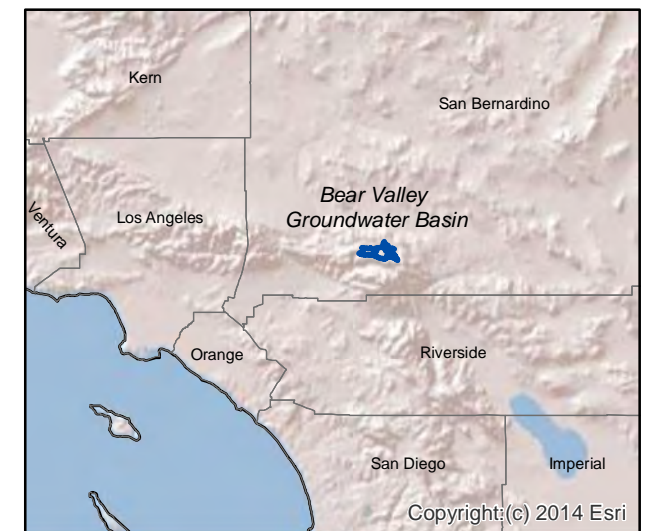 Kern
San Bernardino
Bear Valley
Groundwater Basin
Ventura
Los Angeles
Orange
Riverside
San Diego
Imperial
Copyright:(c) 2014 Esri